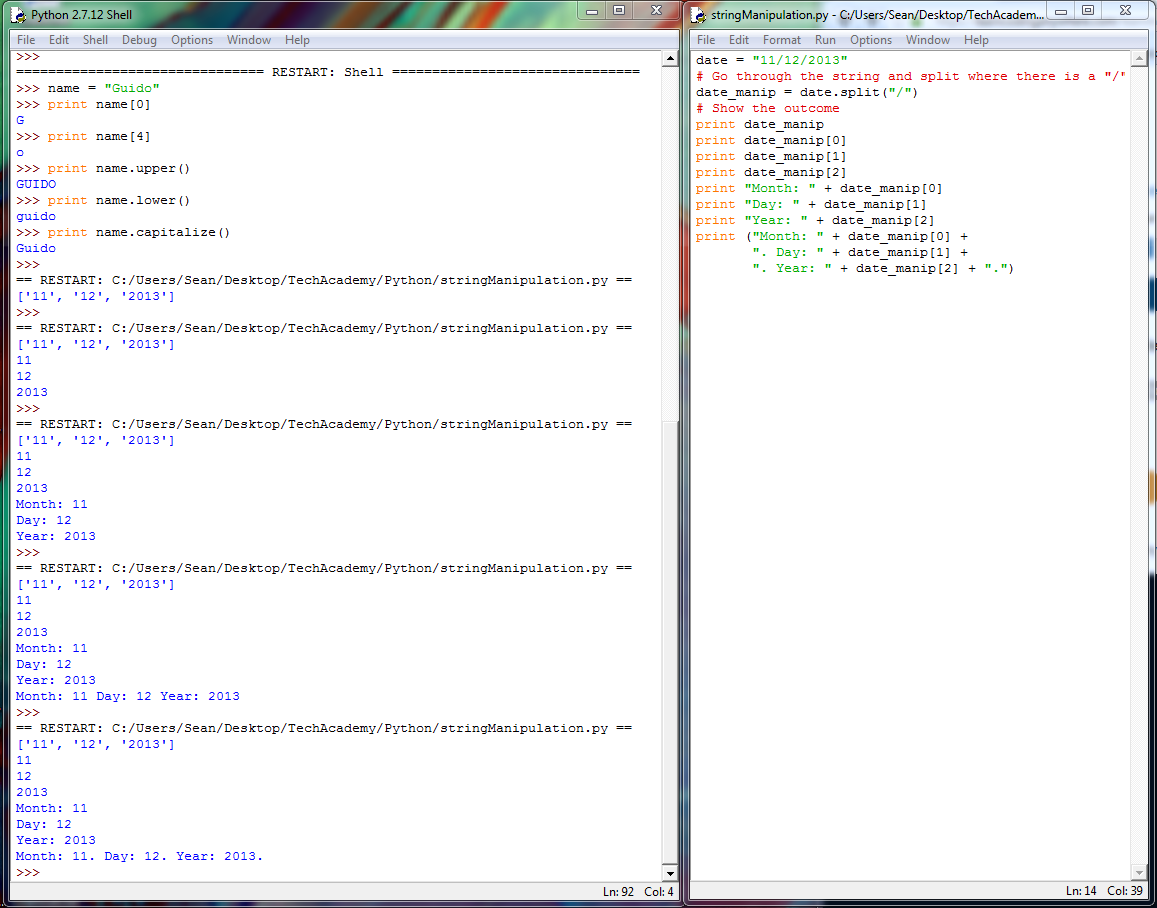 Python 2.7.12 Shell
File Edit Shell Debug Options Window Help
>>>
=============================== RESTART: Shell ===============================
>>> name = "Guido"
>>> print name[0]
G
>>> print name[4]
o
>>> print name.upper()
GUIDO
>>> print name.lower()
guido
>>> print name.capitalize()
Guido
>>>
== RESTART: C:/Users/Sean/Desktop/TechAcademy/Python/stringManipulation.py ==
['11', '12', '2013']
>>>
== RESTART: C:/Users/Sean/Desktop/TechAcademy/Python/stringManipulation.py ==
['11', '12', '2013']
11
12
2013
>>>
== RESTART: C:/Users/Sean/Desktop/TechAcademy/Python/stringManipulation.py ==
['11', '12', '2013']
11
12
2013
Month: 11
Day: 12
Year: 2013
>>>
== RESTART: C:/Users/Sean/Desktop/TechAcademy/Python/stringManipulation.py ==
['11', '12', '2013']
11
12
2013
Month: 11
Day: 12
Year: 2013
Month: 11 Day: 12 Year: 2013
>>>
== RESTART: C:/Users/Sean/Desktop/TechAcademy/Python/stringManipulation.py ==
['11', '12', '2013']
11
12
2013
Month: 11
Day: 12
Year: 2013
Month: 11. Day: 12. Year: 2013.
>>>
Ln: 92 Col: 4
stringManipulation.py - C:/Users/Sean/Desktop/TechAcadem...
File Edit Format Run Options Window Help
date = "11/12/2013"
# Go through the string and split where there is a "/"
date_manip = date.split("/")
# Show the outcome
print date_manip
print date_manip[0]
print date_manip[1]
print date_manip[2]
print "Month: " + date_manip[0]
print "Day: " + date_manip[1]
print "Year: " + date_manip[2]
print ("Month: " + date_manip[0] +
". Day: " + date_manip[1] +
". Year: " + date_manip[2] + ".")
Ln: 14 Col: 39